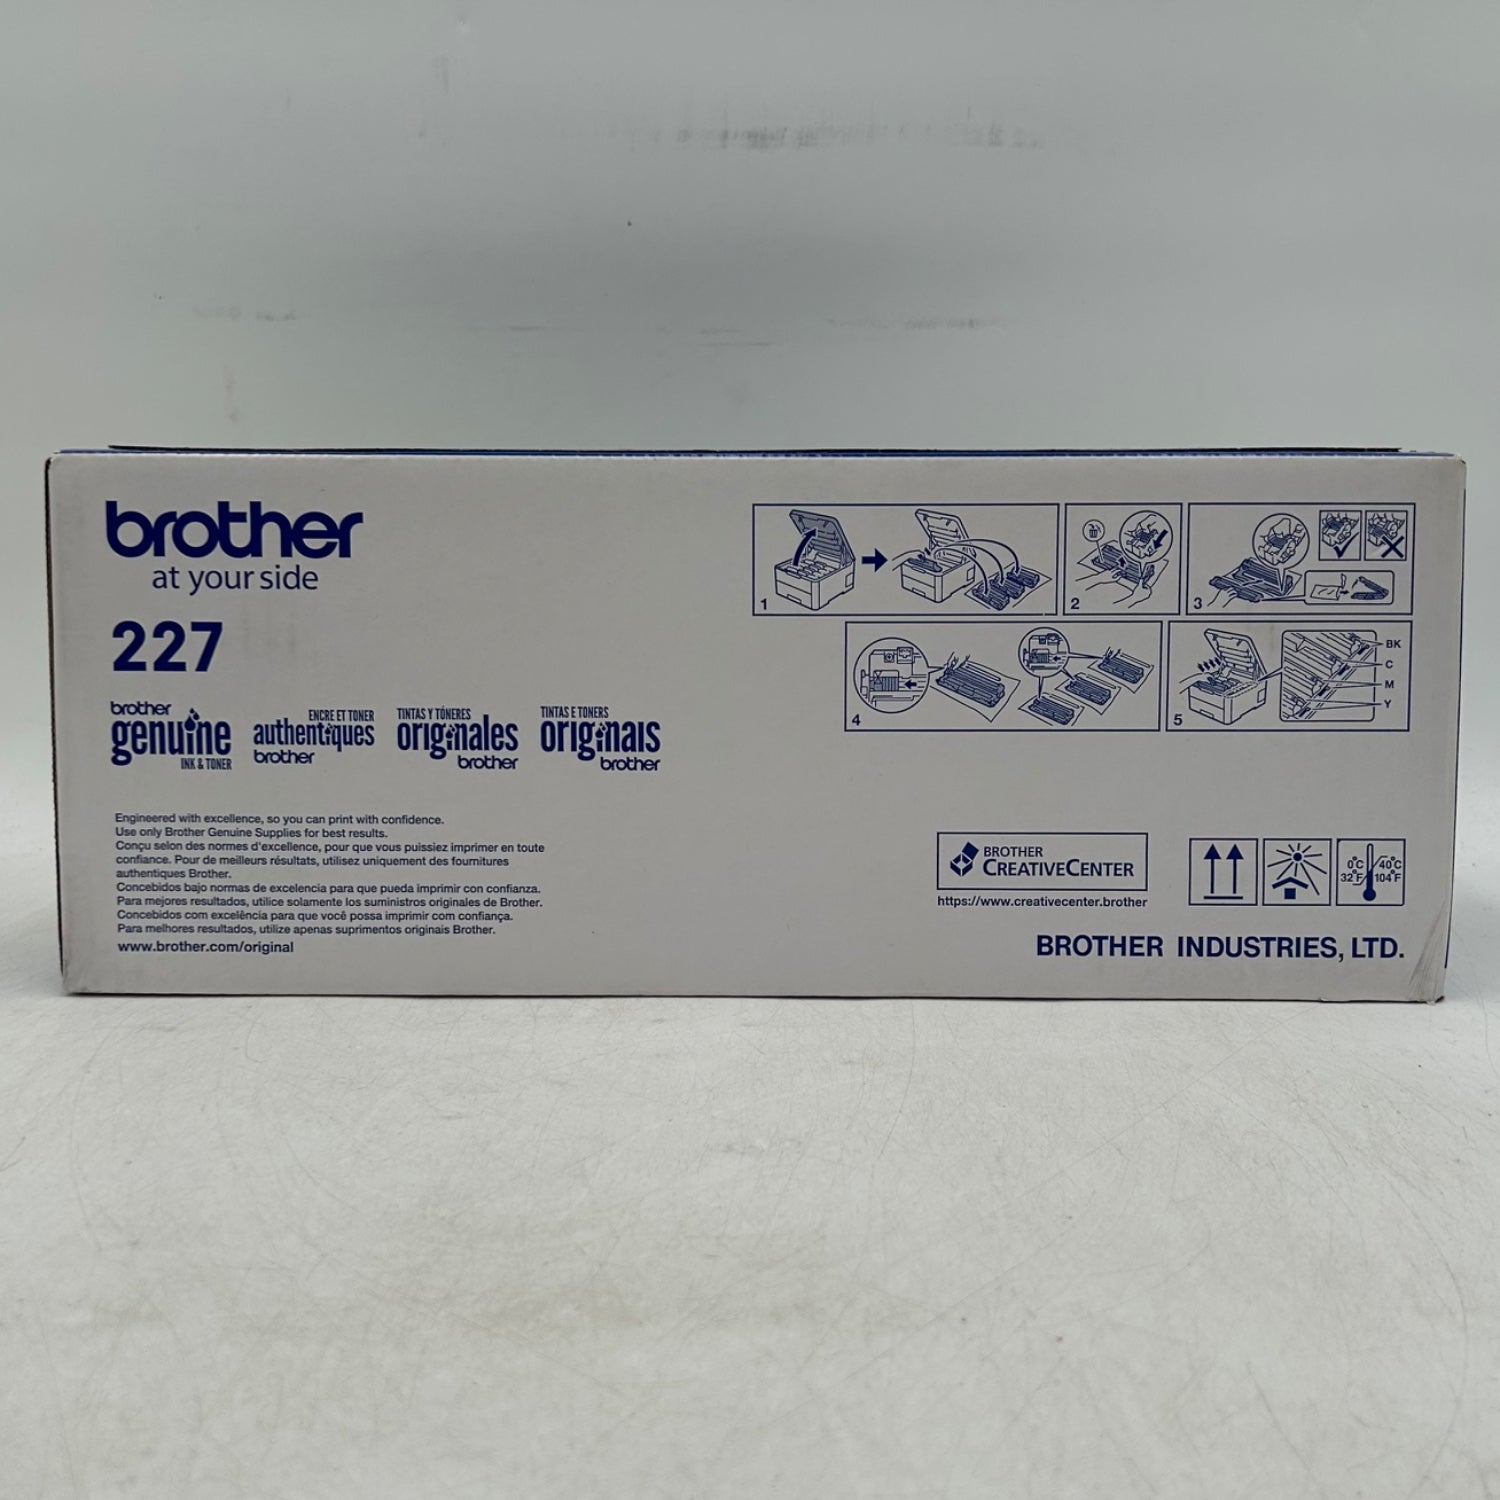 brother
at your side
227
brother
genuine
INK & TONER
ENCRE ET TONER
authentiques
brother
TINTAS Y TÓNERES
originales
brother
TINTAS E TONERS
originais
brother
Engineered with excellence, so you can print with confidence.
Use only Brother Genuine Supplies for best results.
Conçu selon des normes d'excellence, pour que vous puissiez imprimer en toute
confiance. Pour de meilleurs résultats, utilisez uniquement des fournitures
authentiques Brother.
Concebidos bajo normas de excelencia para que pueda imprimir con confianza.
Para mejores resultados, utilice solamente los suministros originales de Brother.
Concebidos com excelência para que você possa imprimir com confiança.
Para melhores resultados, utilize apenas suprimentos originais Brother.
www.brother.com/original
1
2
3
4
5
BK
C
M
Y
BROTHER
CREATIVECENTER
https://www.creativecenter.brother
0°C 40°C
32°F 104°F
BROTHER INDUSTRIES, LTD.